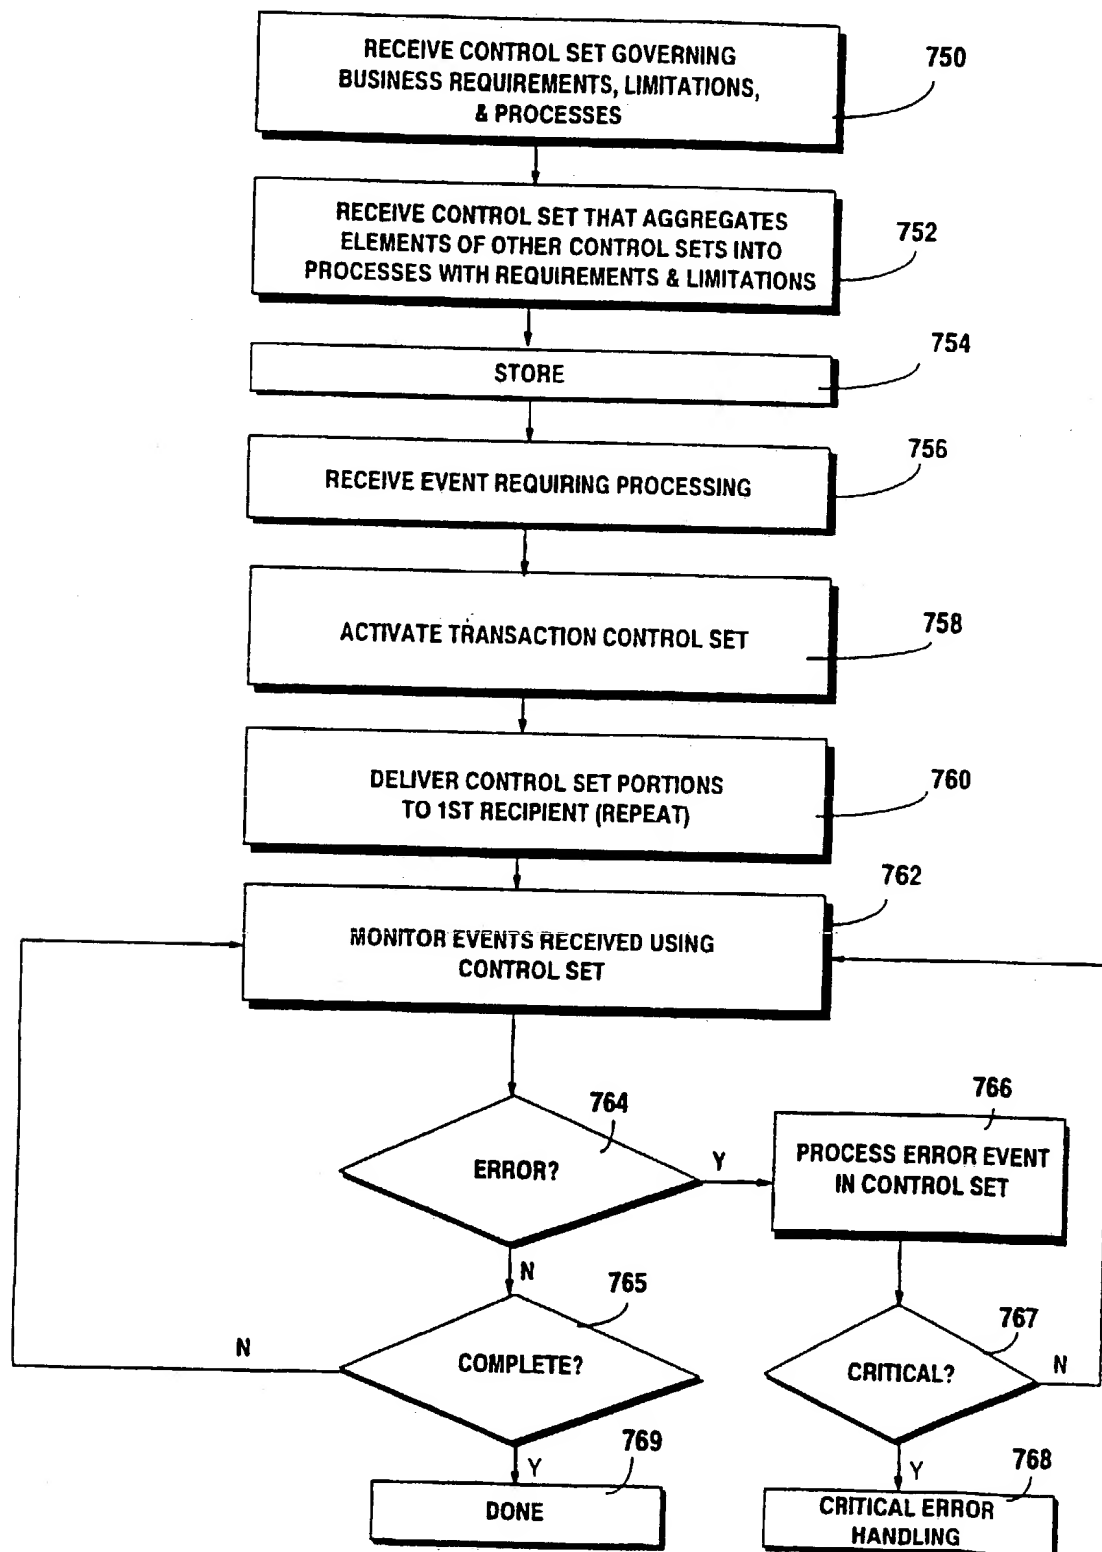 RECEIVE CONTROL SET GOVERNING
BUSINESS REQUIREMENTS, LIMITATIONS,
& PROCESSES
750
RECEIVE CONTROL SET THAT AGGREGATES
ELEMENTS OF OTHER CONTROL SETS INTO
PROCESSES WITH REQUIREMENTS & LIMITATIONS
752
STORE
754
RECEIVE EVENT REQUIRING PROCESSING
756
ACTIVATE TRANSACTION CONTROL SET
758
DELIVER CONTROL SET PORTIONS
TO 1ST RECIPIENT (REPEAT)
760
MONITOR EVENTS RECEIVED USING
CONTROL SET
762
ERROR?
764
Y
PROCESS ERROR EVENT
IN CONTROL SET
766
N
COMPLETE?
765
N
CRITICAL?
767
N
Y
DONE
769
Y
CRITICAL ERROR
HANDLING
768